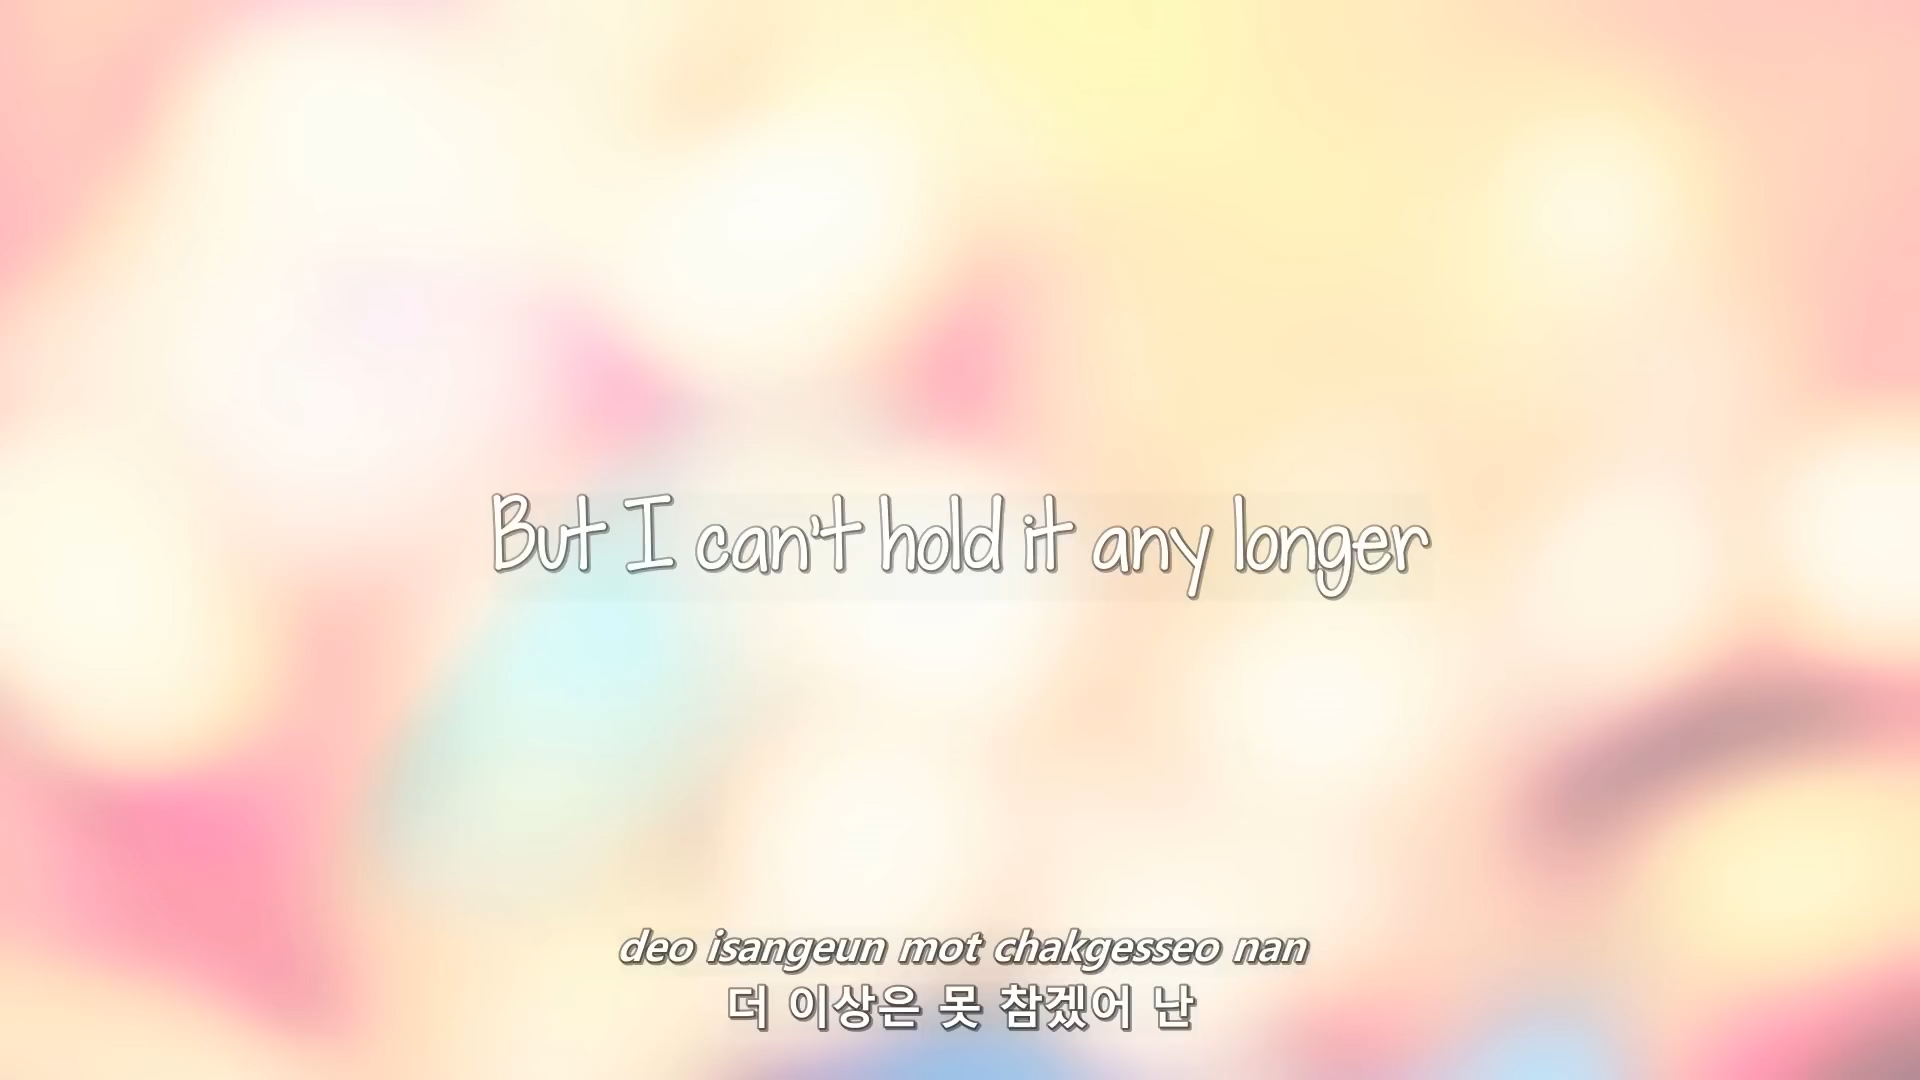 But I can't hold it any longer
deo isangeun mot chakgesseo nan
더 이상은 못 참겠어 난